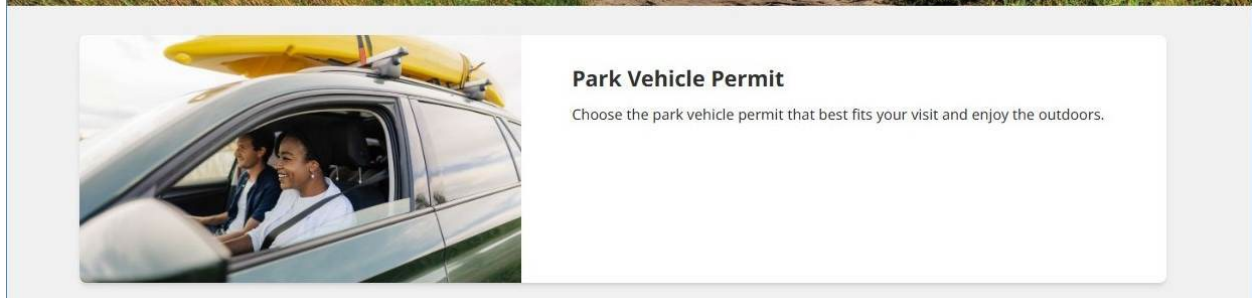 Park Vehicle Permit
Choose the park vehicle permit that best fits your visit and enjoy the outdoors.